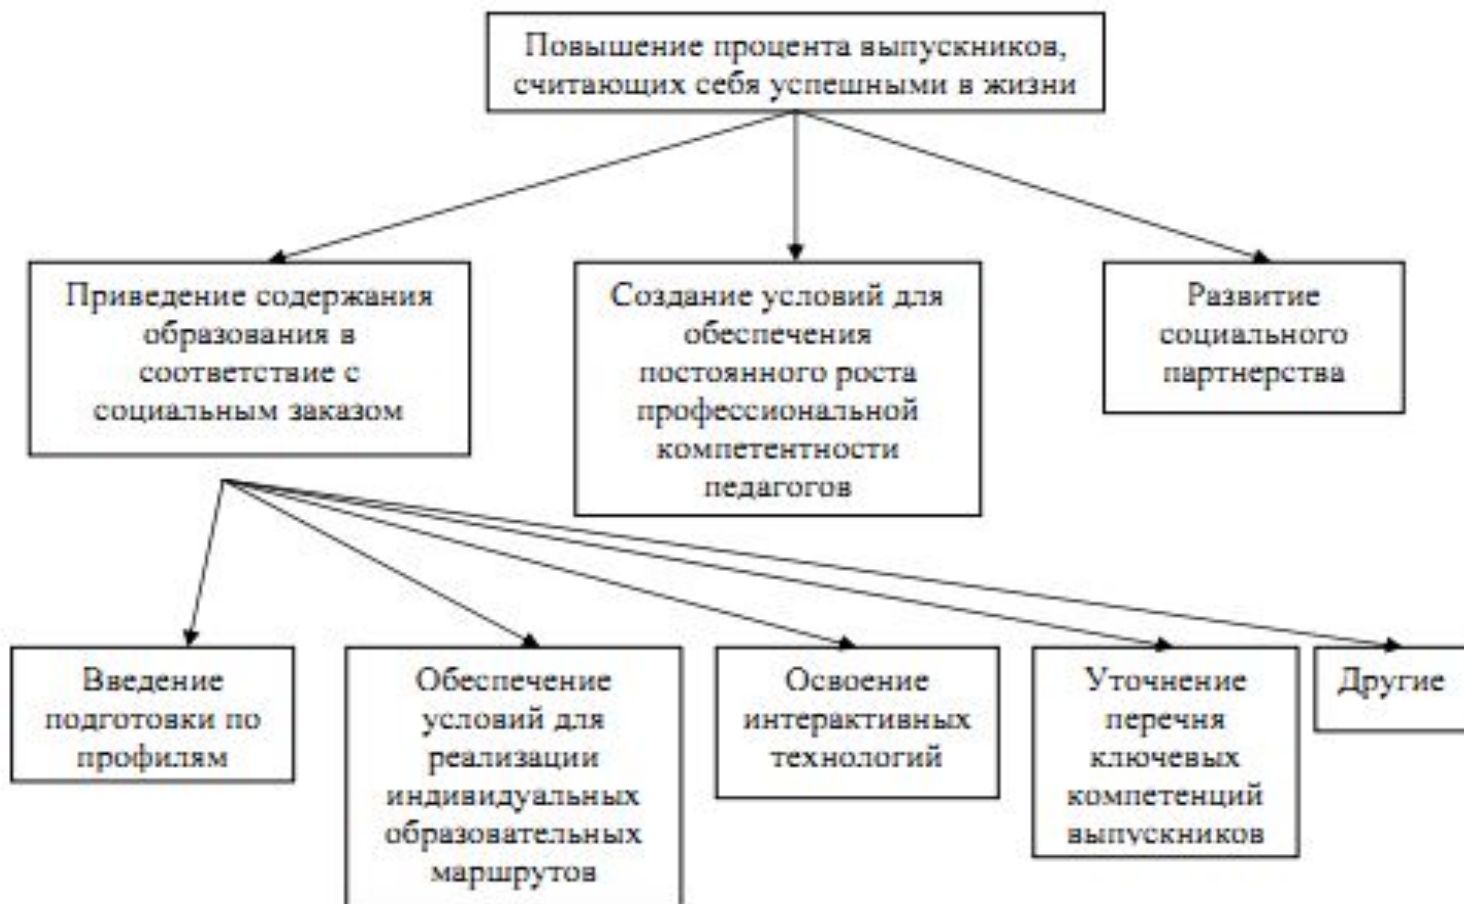 Повышение процента выпускников,
считающих себя успешными в жизни
Приведение содержания
образования в
соответствие с
социальным заказом
Создание условий для
обеспечения
постоянного роста
профессиональной
компетентности
педагогов
Развитие
социального
партнерства
Введение
подготовки по
профилям
Обеспечение
условий для
реализации
индивидуальных
образовательных
маршрутов
Освоение
интерактивных
технологий
Уточнение
перечня
ключевых
компетенций
выпускников
Другие